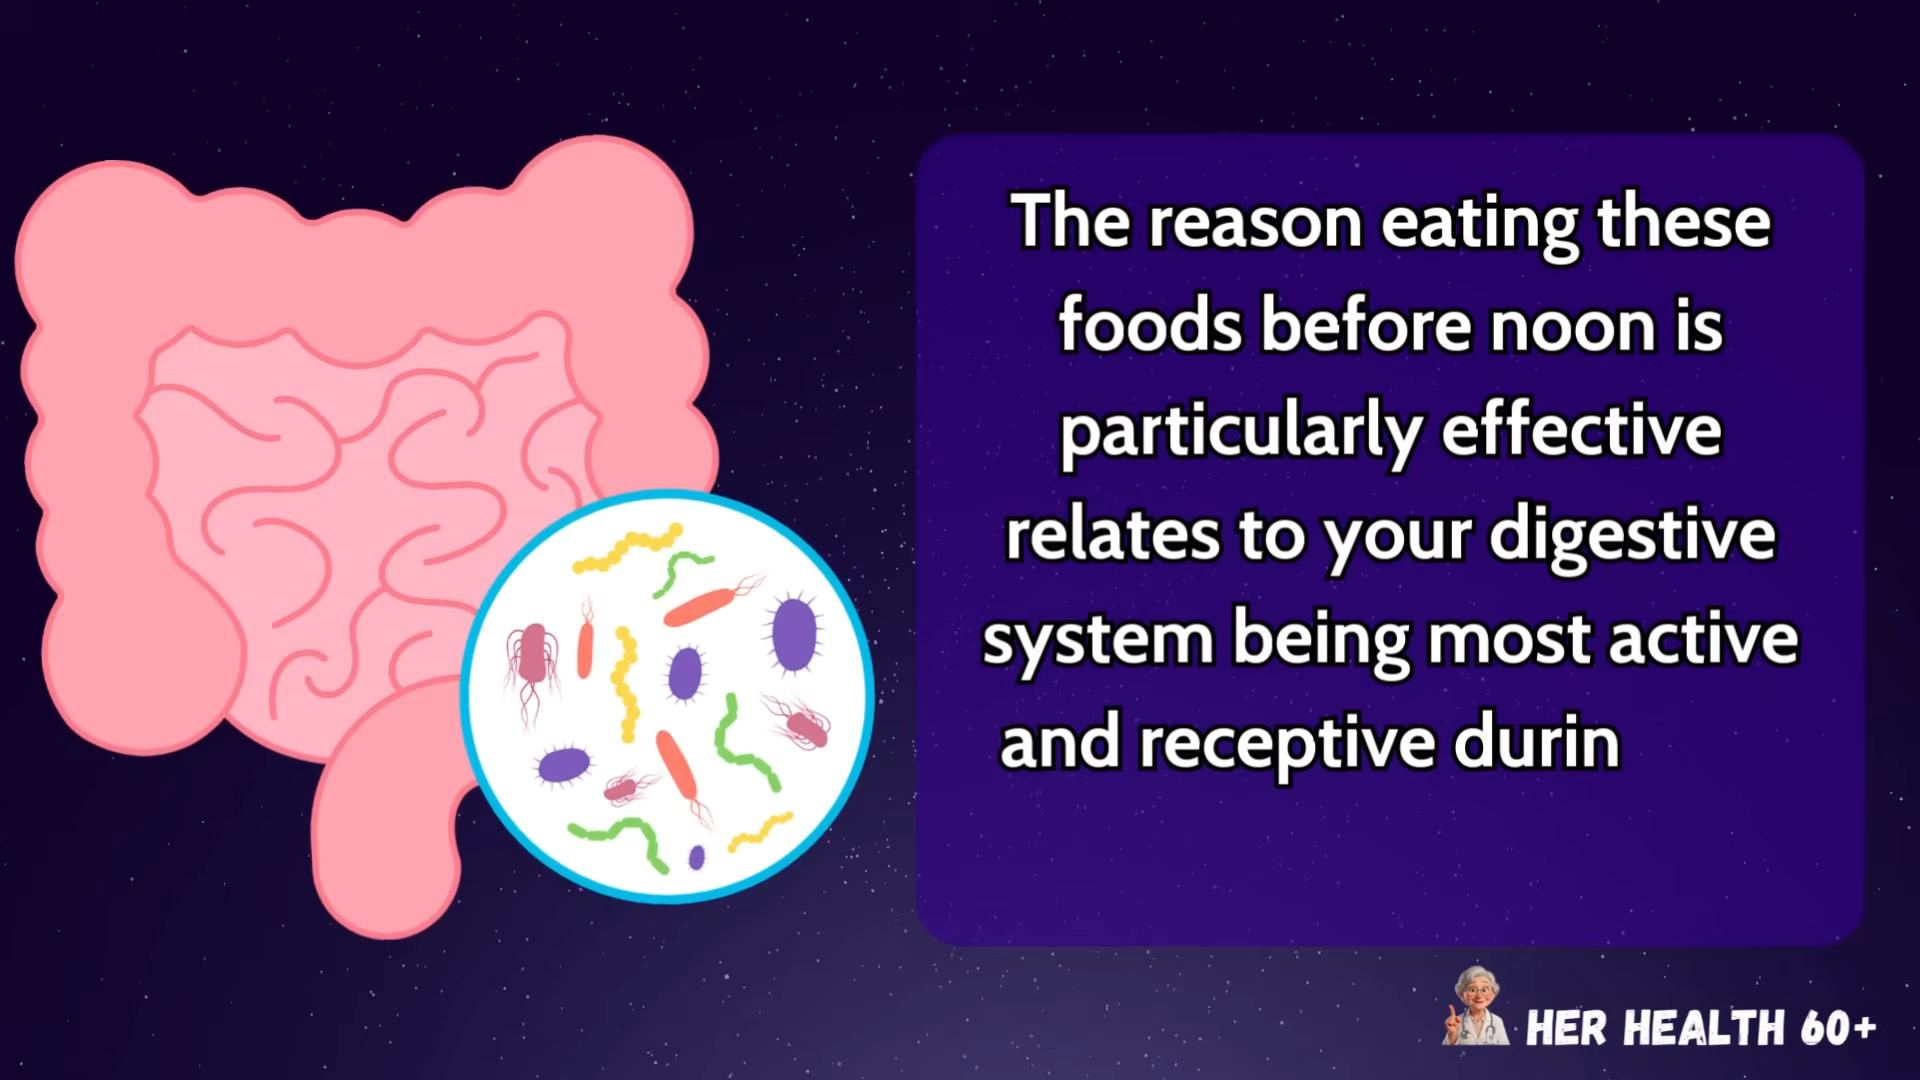 The reason eating these
foods before noon is
particularly effective
relates to your digestive
system being most active
and receptive durin
HER HEALTH 60+